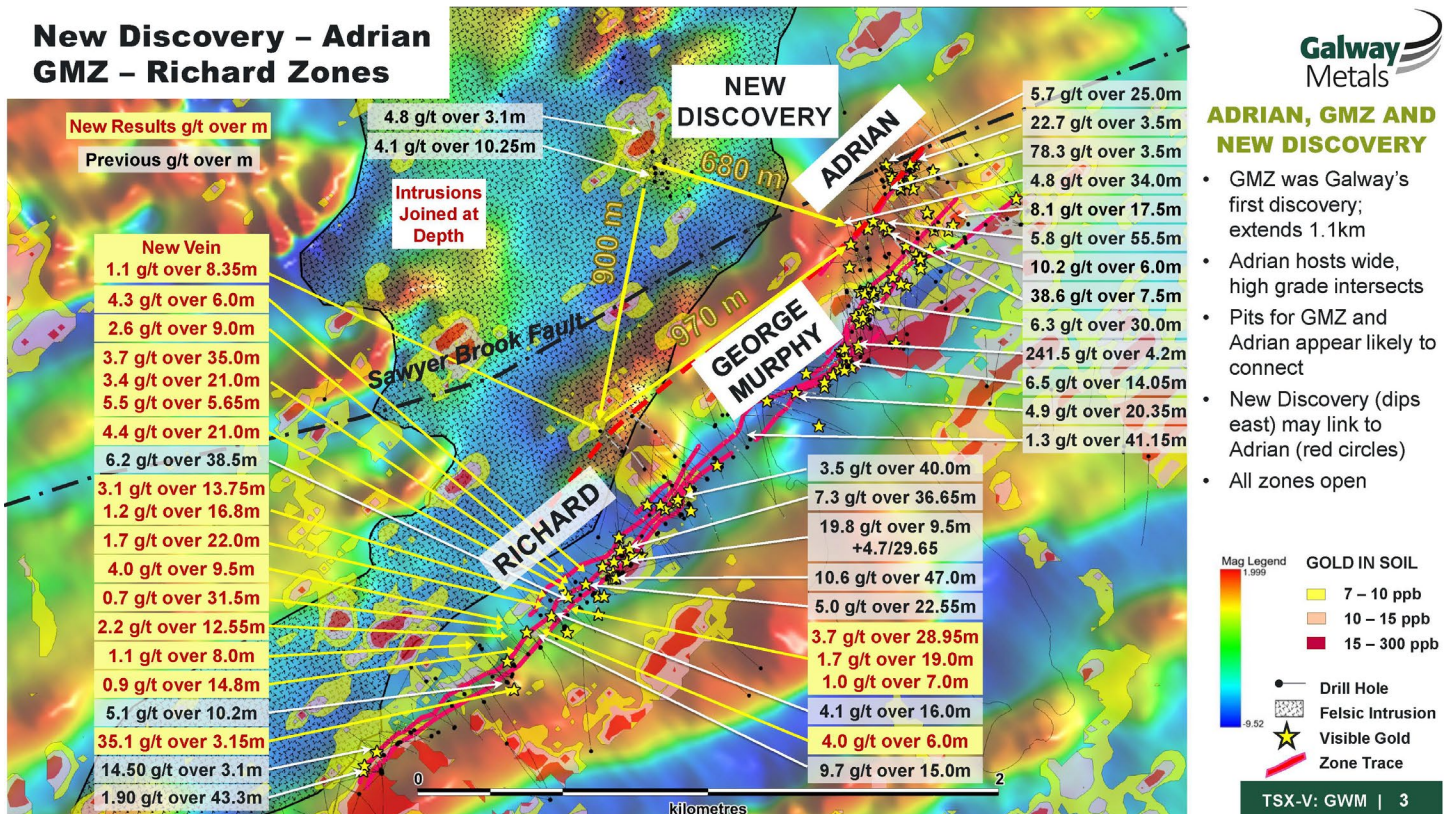 New Discovery – Adrian
GMZ – Richard Zones
New Results g/t over m
Previous g/t over m
4.8 g/t over 3.1m
4.1 g/t over 10.25m
Intrusions
Joined at
Depth
NEW
DISCOVERY
ADRIAN
680 m
900 m
970 m
GEORGE
MURPHY
Sawyer Brook Fault
RICHARD
New Vein
1.1 g/t over 8.35m
4.3 g/t over 6.0m
2.6 g/t over 9.0m
3.7 g/t over 35.0m
3.4 g/t over 21.0m
5.5 g/t over 5.65m
4.4 g/t over 21.0m
6.2 g/t over 38.5m
3.1 g/t over 13.75m
1.2 g/t over 16.8m
1.7 g/t over 22.0m
4.0 g/t over 9.5m
0.7 g/t over 31.5m
2.2 g/t over 12.55m
1.1 g/t over 8.0m
0.9 g/t over 14.8m
5.1 g/t over 10.2m
35.1 g/t over 3.15m
14.50 g/t over 3.1m
1.90 g/t over 43.3m
5.7 g/t over 25.0m
22.7 g/t over 3.5m
78.3 g/t over 3.5m
4.8 g/t over 34.0m
8.1 g/t over 17.5m
5.8 g/t over 55.5m
10.2 g/t over 6.0m
38.6 g/t over 7.5m
6.3 g/t over 30.0m
241.5 g/t over 4.2m
6.5 g/t over 14.05m
4.9 g/t over 20.35m
1.3 g/t over 41.15m
3.5 g/t over 40.0m
7.3 g/t over 36.65m
19.8 g/t over 9.5m
+4.7/29.65
10.6 g/t over 47.0m
5.0 g/t over 22.55m
3.7 g/t over 28.95m
1.7 g/t over 19.0m
1.0 g/t over 7.0m
4.1 g/t over 16.0m
4.0 g/t over 6.0m
9.7 g/t over 15.0m
0 2
kilometres
Galway
Metals
ADRIAN, GMZ AND
NEW DISCOVERY
• GMZ was Galway's
first discovery;
extends 1.1km
• Adrian hosts wide,
high grade intersects
• Pits for GMZ and
Adrian appear likely to
connect
• New Discovery (dips
east) may link to
Adrian (red circles)
• All zones open
Mag Legend
1.999
-9.52
GOLD IN SOIL
7 – 10 ppb
10 – 15 ppb
15 – 300 ppb
Drill Hole
Felsic Intrusion
Visible Gold
Zone Trace
TSX-V: GWM | 3